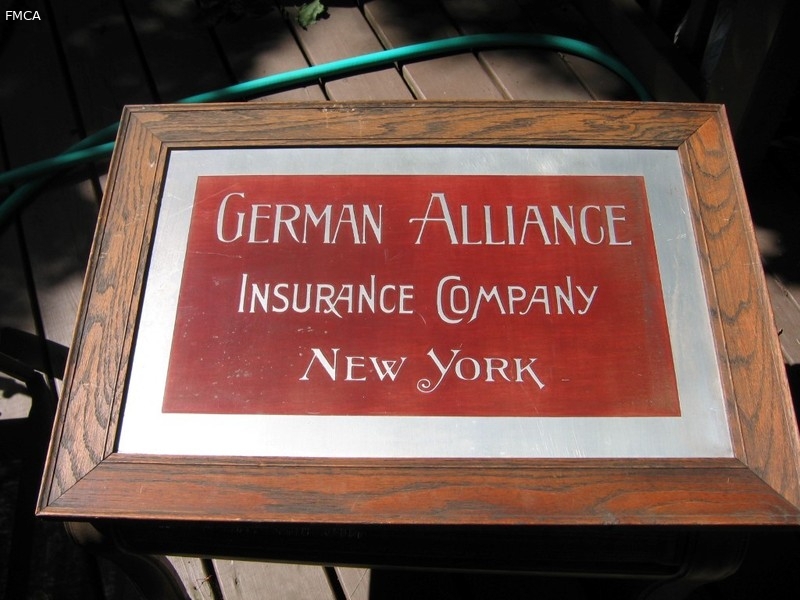 FMCA
German Alliance
Insurance Company
New York